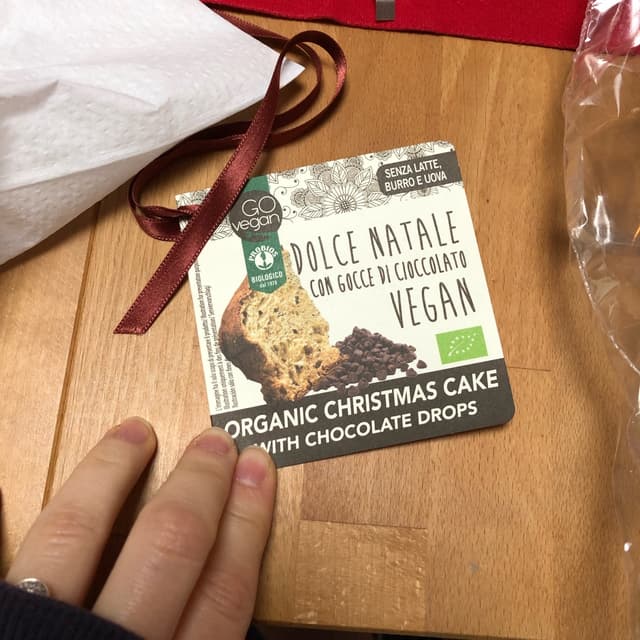 SENZA LATTE,
BURRO E UOVA
GO
vegan
PROBIOS
BIOLOGICO
dal 1978
DOLCE NATALE
CON GOCCE DI CIOCCOLATO
VEGAN
ORGANIC CHRISTMAS CAKE
WITH CHOCOLATE DROPS